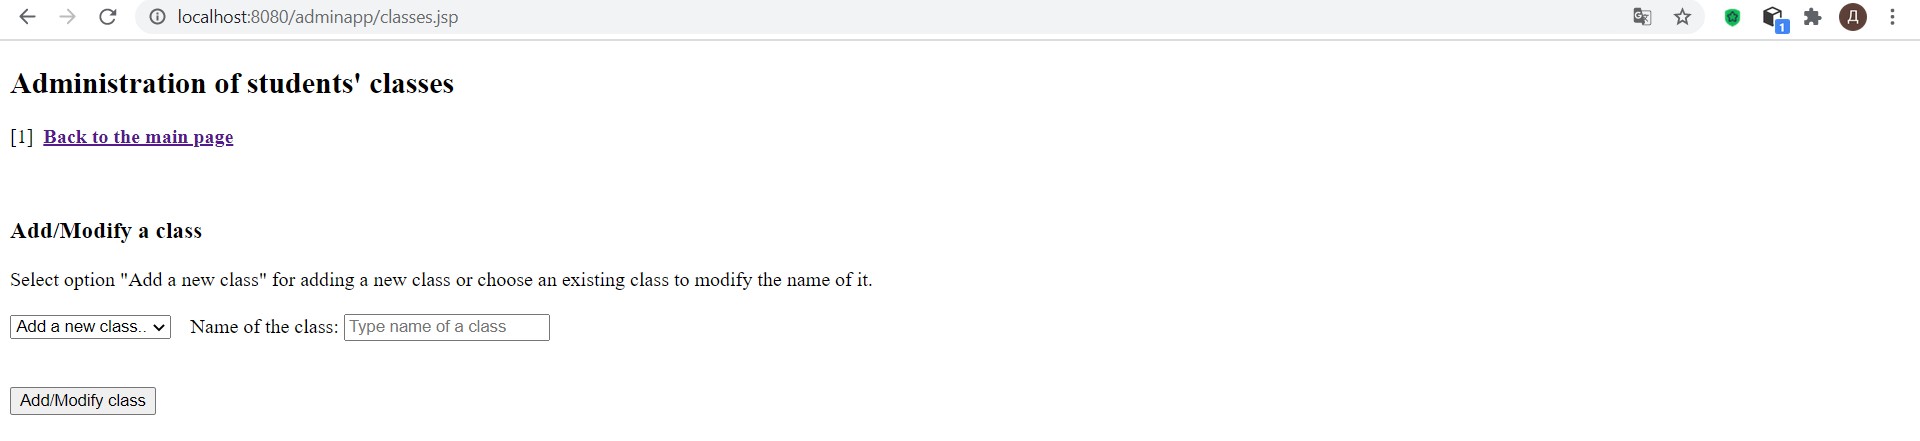 localhost:8080/adminapp/classes.jsp
1
Д
Administration of students' classes
[1] Back to the main page
Add/Modify a class
Select option "Add a new class" for adding a new class or choose an existing class to modify the name of it.
Add a new class.. Name of the class: Type name of a class
Add/Modify class